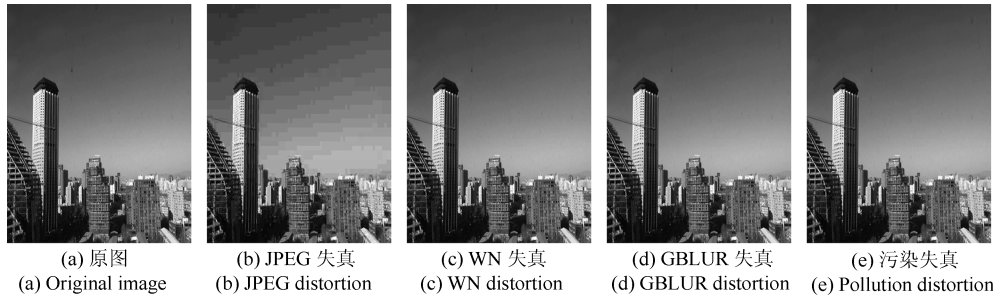 (a) 原图
(a) Original image
(b) JPEG 失真
(b) JPEG distortion
(c) WN 失真
(c) WN distortion
(d) GBLUR 失真
(d) GBLUR distortion
(e) 污染失真
(e) Pollution distortion